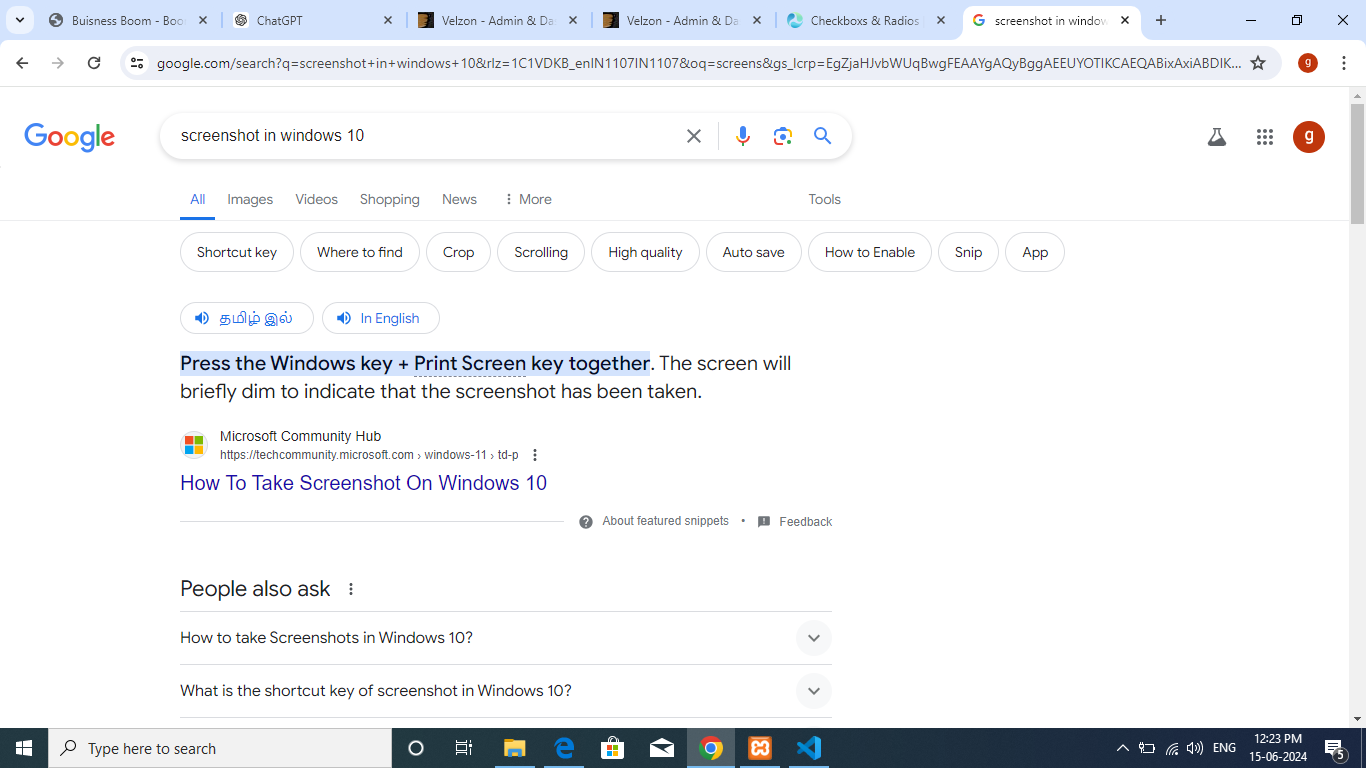 Buisness Boom - Boo
ChatGPT
Velzon - Admin & Da
Velzon - Admin & Da
Checkboxs & Radios
screenshot in window
google.com/search?q=screenshot+in+windows+10&rlz=1C1VDKB_enIN1107IN1107&oq=screens&gs_lcrp=EgZjaHJvbWUqBwgFEAAYgAQyBggAEEUYOTIKCAEQABixAxiABDIK...
g
Google
screenshot in windows 10
g
All Images Videos Shopping News More Tools
Shortcut key Where to find Crop Scrolling High quality Auto save How to Enable Snip App
தமிழ் இல் In English
Press the Windows key + Print Screen key together. The screen will
briefly dim to indicate that the screenshot has been taken.
Microsoft Community Hub
https://techcommunity.microsoft.com › windows-11 › td-p
How To Take Screenshot On Windows 10
About featured snippets • Feedback
People also ask
How to take Screenshots in Windows 10?
What is the shortcut key of screenshot in Windows 10?
Type here to search
ENG
12:23 PM
15-06-2024
5